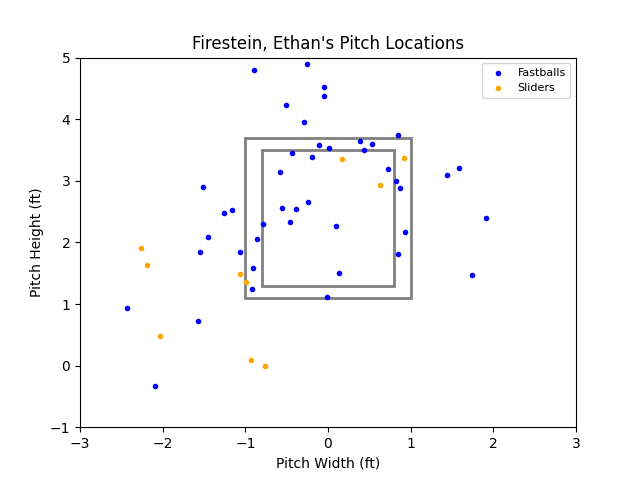 Firestein, Ethan's Pitch Locations
Fastballs
Sliders
5
4
3
2
1
0
−1
Pitch Height (ft)
−3
−2
−1
0
1
2
3
Pitch Width (ft)